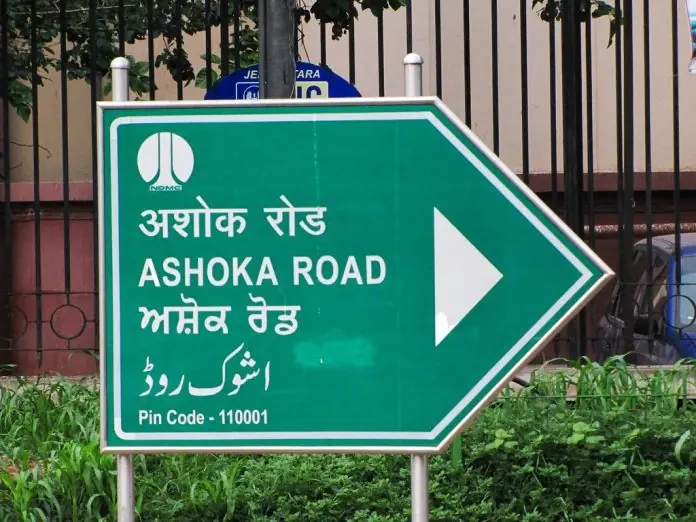 NDMC
अशोक रोड
ASHOKA ROAD
ਅਸ਼ੋਕ ਰੋਡ
اشوک روڈ
Pin Code - 110001